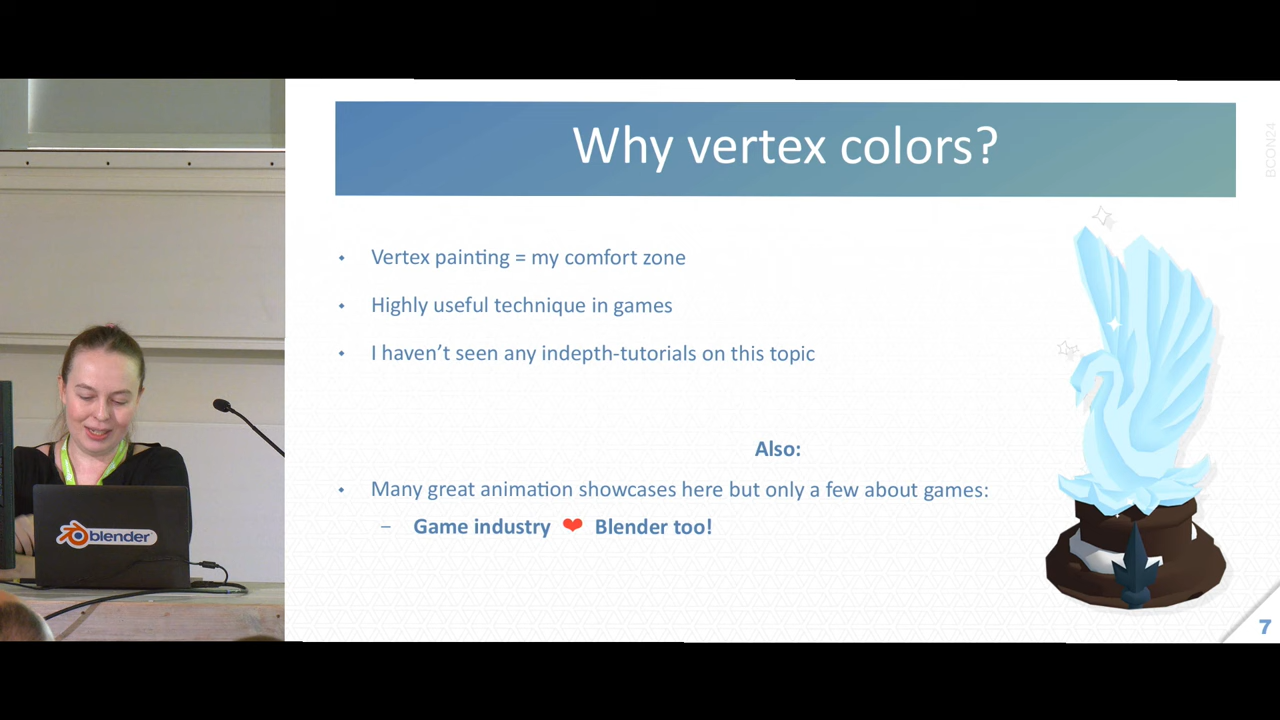 Why vertex colors?
BCON24
Vertex painting = my comfort zone
Highly useful technique in games
I haven't seen any indepth-tutorials on this topic
Also:
Many great animation showcases here but only a few about games:
– Game industry ❤ Blender too!
blender
7